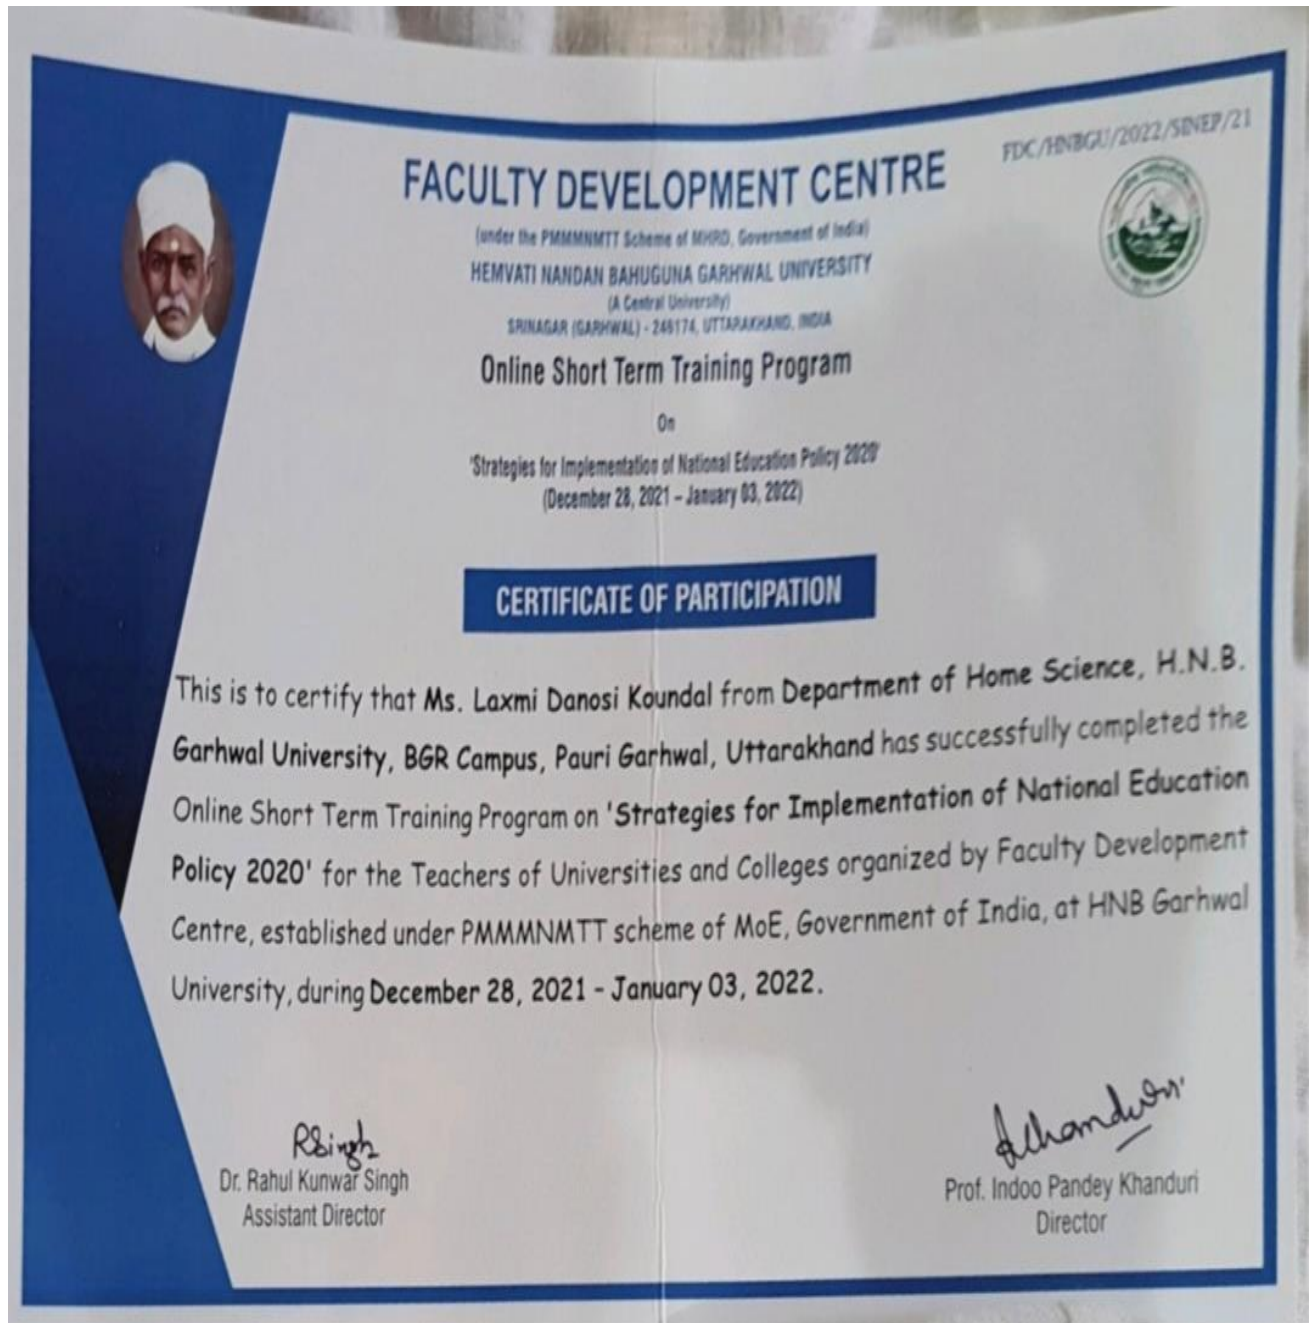 FDC/HNBGU/2022/SINEP/21
FACULTY DEVELOPMENT CENTRE
(under the PMMMNMTT Scheme of MHRD, Government of India)
HEMVATI NANDAN BAHUGUNA GARHWAL UNIVERSITY
(A Central University)
SRINAGAR (GARHWAL) - 246174, UTTARAKHAND, INDIA
Online Short Term Training Program
On
'Strategies for Implementation of National Education Policy 2020'
(December 28, 2021 – January 03, 2022)
CERTIFICATE OF PARTICIPATION
This is to certify that Ms. Laxmi Danosi Koundal from Department of Home Science, H.N.B.
Garhwal University, BGR Campus, Pauri Garhwal, Uttarakhand has successfully completed the
Online Short Term Training Program on 'Strategies for Implementation of National Education
Policy 2020' for the Teachers of Universities and Colleges organized by Faculty Development
Centre, established under PMMMNMTT scheme of MoE, Government of India, at HNB Garhwal
University, during December 28, 2021 - January 03, 2022.
RSingh
Dr. Rahul Kunwar Singh
Assistant Director
Prof. Indoo Pandey Khanduri
Director